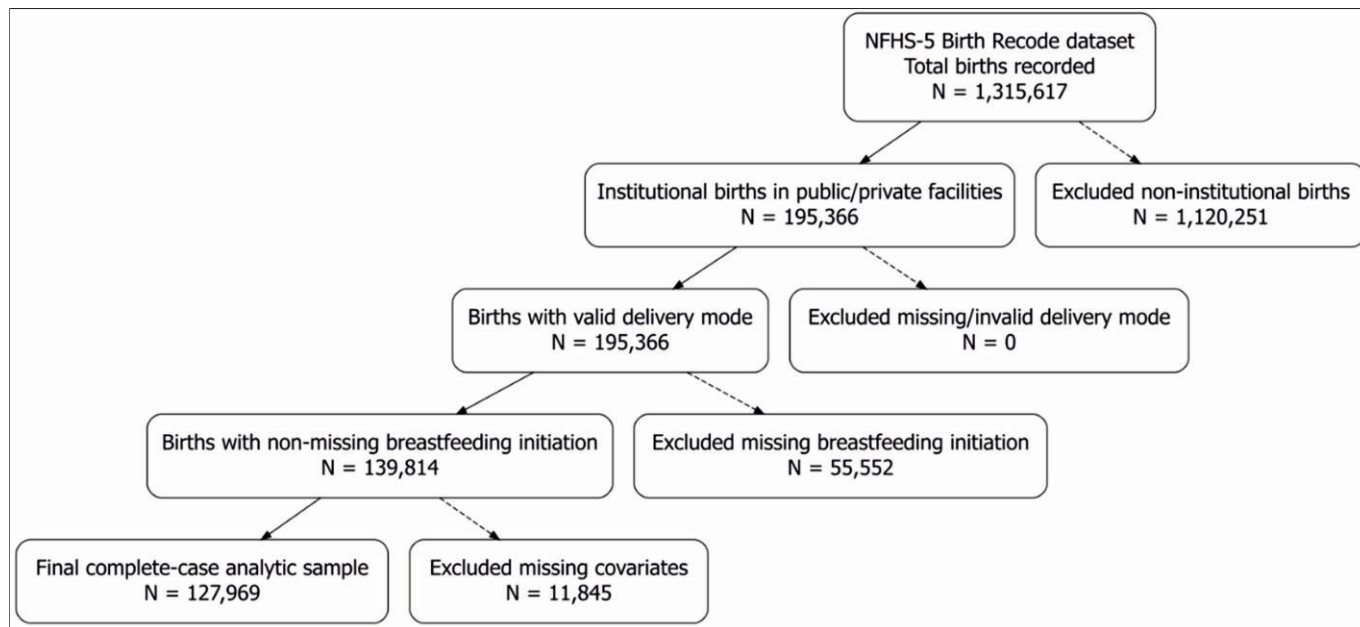 NFHS-5 Birth Recode dataset
Total births recorded
N = 1,315,617
Institutional births in public/private facilities
N = 195,366
Excluded non-institutional births
N = 1,120,251
Births with valid delivery mode
N = 195,366
Excluded missing/invalid delivery mode
N = 0
Births with non-missing breastfeeding initiation
N = 139,814
Excluded missing breastfeeding initiation
N = 55,552
Final complete-case analytic sample
N = 127,969
Excluded missing covariates
N = 11,845